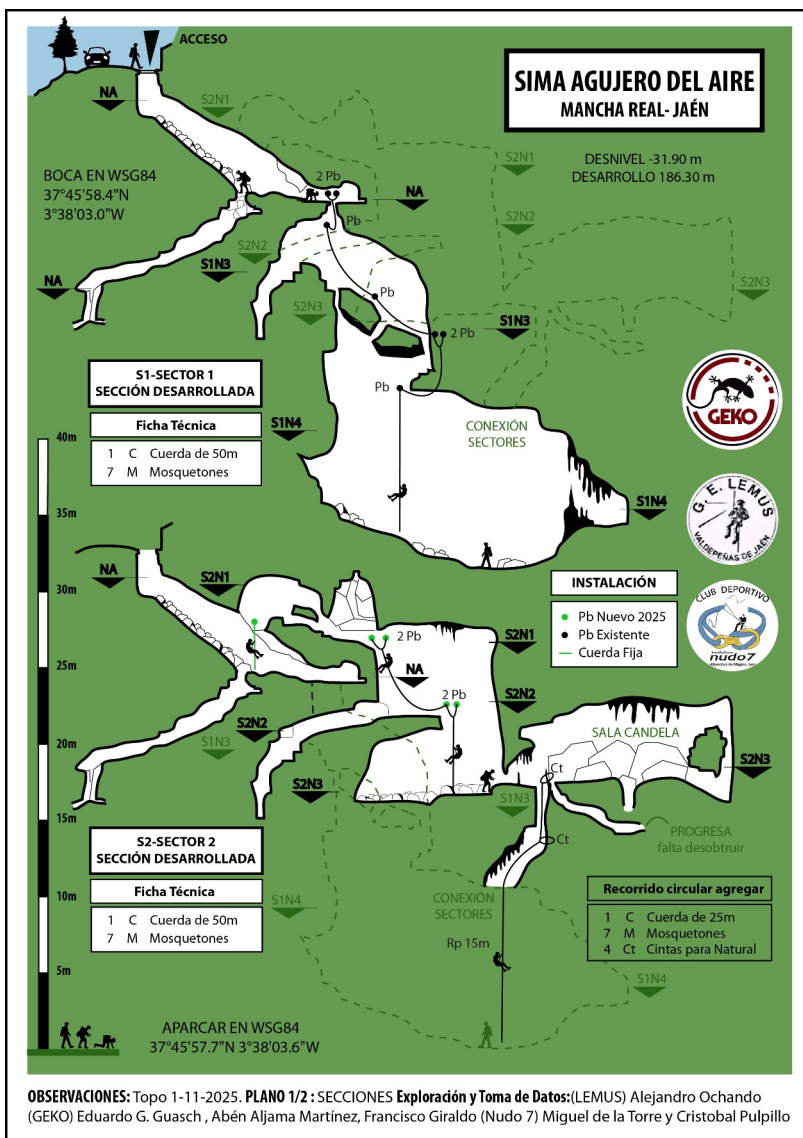 ACCESO
SIMA AGUJERO DEL AIRE
MANCHA REAL- JAÉN
NA
S2N1
S2N1
DESNIVEL -31.90 m
DESARROLLO 186.30 m
BOCA EN WSG84
37°45'58.4"N
3°38'03.0"W
2 Pb
NA
Pb
S2N2
S2N2
S1N3
NA
S2N3
Pb
S2N3
2 Pb
S1N3
S1-SECTOR 1
SECCIÓN DESARROLLADA
Ficha Técnica
1 C Cuerda de 50m
7 M Mosquetones
Pb
S1N4
CONEXIÓN
SECTORES
S1N4
GEKO
G. E. LEMUS
VALDEPEÑAS DE JAÉN
CLUB DEPORTIVO
nudo7
40m
35m
30m
25m
20m
15m
10m
5m
INSTALACIÓN
Pb Nuevo 2025
Pb Existente
Cuerda Fija
NA
S2N1
2 Pb
S2N1
NA
2 Pb
S2N2
S2N2
S1N3
SALA CANDELA
S2N3
S2N3
Ct
S1N3
Ct
PROGRESA
falta desobtruir
S2-SECTOR 2
SECCIÓN DESARROLLADA
Ficha Técnica
1 C Cuerda de 50m
7 M Mosquetones
S1N4
CONEXIÓN
SECTORES
Rp 15m
S1N4
Recorrido circular agregar
1 C Cuerda de 25m
7 M Mosquetones
4 Ct Cintas para Natural
APARCAR EN WSG84
37°45'57.7"N 3°38'03.6"W
OBSERVACIONES: Topo 1-11-2025. PLANO 1/2 : SECCIONES Exploración y Toma de Datos:(LEMUS) Alejandro Ochando
(GEKO) Eduardo G. Guasch , Abén Aljama Martínez, Francisco Giraldo (Nudo 7) Miguel de la Torre y Cristobal Pulpillo